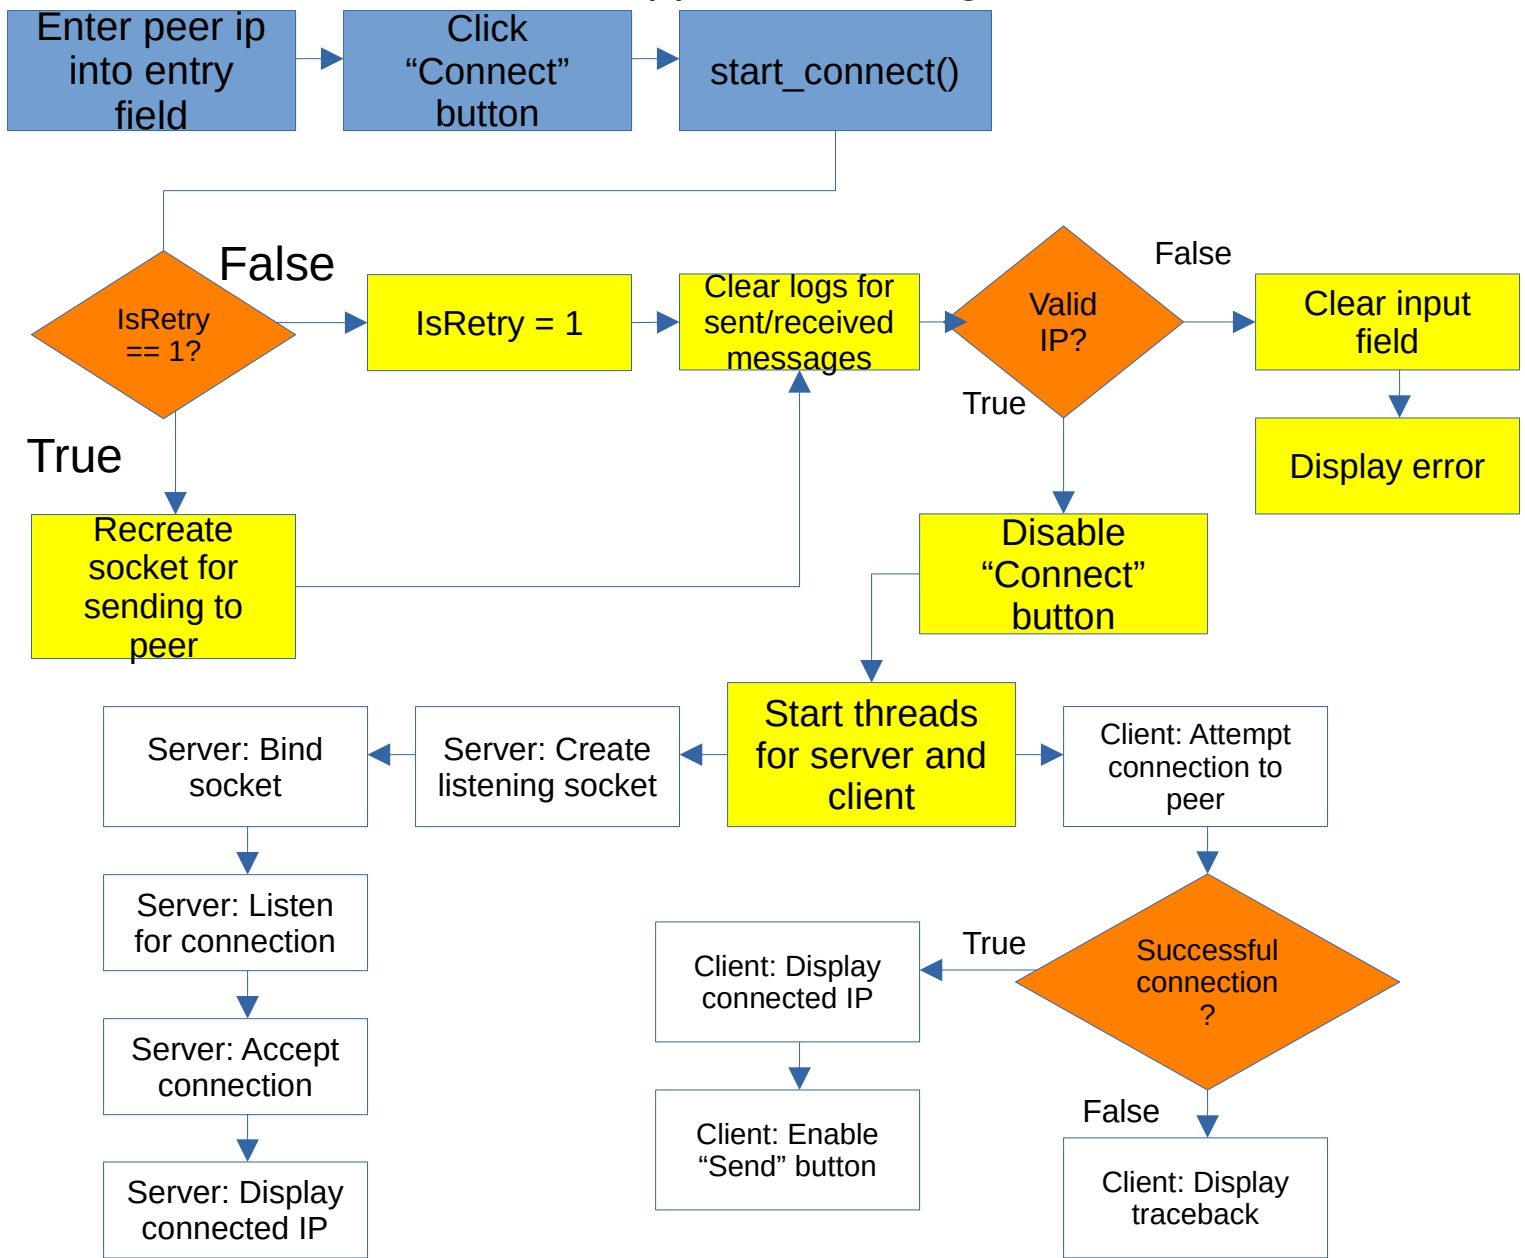 Enter peer ip
into entry
field
Click
“Connect”
button
start_connect()
False
IsRetry
== 1?
IsRetry = 1
Clear logs for
sent/received
messages
Valid
IP?
False
Clear input
field
True
Display error
True
Recreate
socket for
sending to
peer
Disable
“Connect”
button
Start threads
for server and
client
Server: Create
listening socket
Server: Bind
socket
Client: Attempt
connection to
peer
Server: Listen
for connection
Successful
connection
?
True
Client: Display
connected IP
Server: Accept
connection
Client: Enable
“Send” button
False
Client: Display
traceback
Server: Display
connected IP